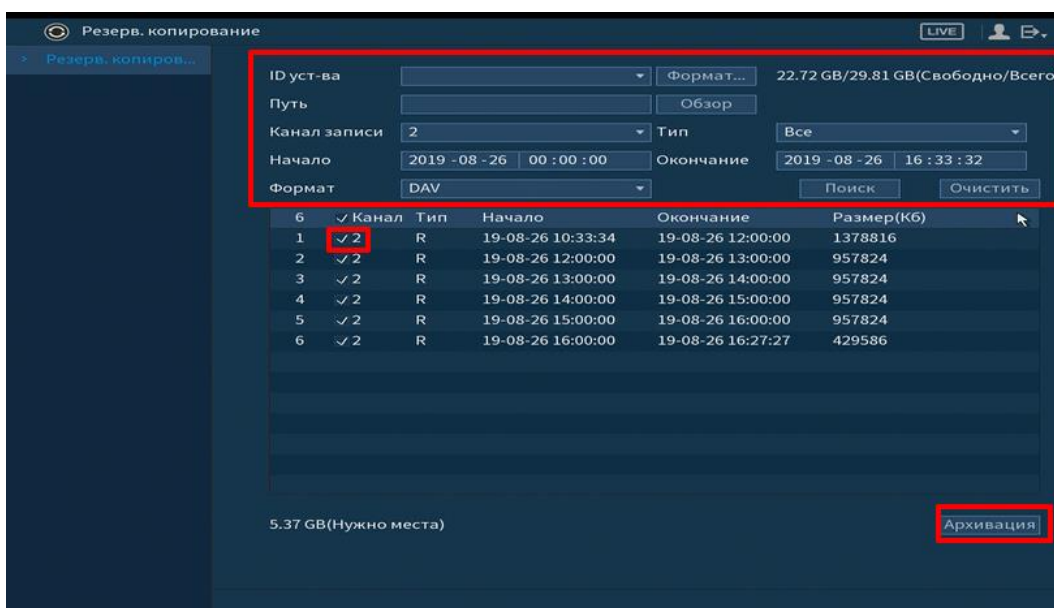 Резерв. копирование LIVE
> Резерв. копиров...
ID уст-ва Формат... 22.72 GB/29.81 GB(Свободно/Всего
Путь Обзор
Канал записи 2 Тип Все
Начало 2019 -08 -26 00 : 00 : 00 Окончание 2019 -08 -26 16 : 33 : 32
Формат DAV Поиск Очистить
6 ✓ Канал Тип Начало Окончание Размер(Кб)
1 ✓ 2 R 19-08-26 10:33:34 19-08-26 12:00:00 1378816
2 ✓ 2 R 19-08-26 12:00:00 19-08-26 13:00:00 957824
3 ✓ 2 R 19-08-26 13:00:00 19-08-26 14:00:00 957824
4 ✓ 2 R 19-08-26 14:00:00 19-08-26 15:00:00 957824
5 ✓ 2 R 19-08-26 15:00:00 19-08-26 16:00:00 957824
6 ✓ 2 R 19-08-26 16:00:00 19-08-26 16:27:27 429586
5.37 GB(Нужно места) Архивация